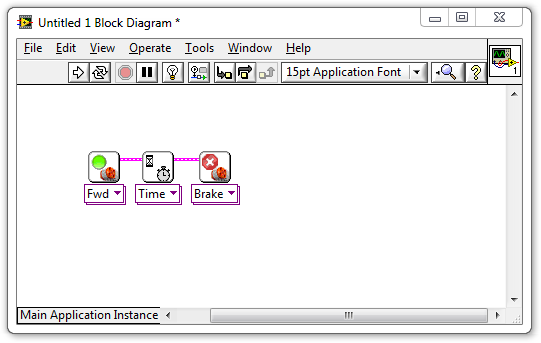 Untitled 1 Block Diagram *
File Edit View Operate Tools Window Help
15pt Application Font
?
1
Fwd Time Brake
Main Application Instance